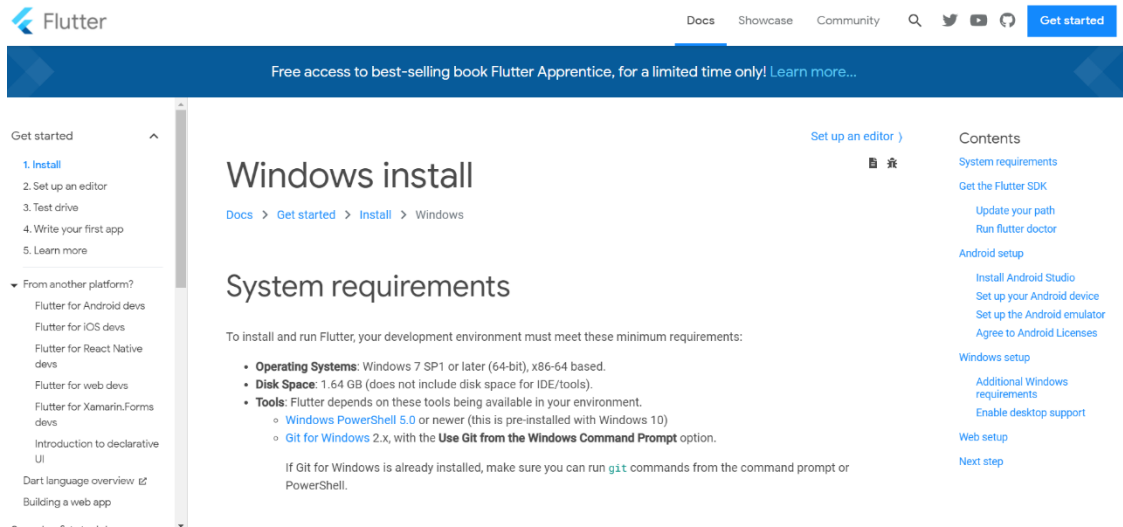 Flutter
Docs Showcase Community Get started
Free access to best-selling book Flutter Apprentice, for a limited time only! Learn more...
Get started
1. Install
2. Set up an editor
3. Test drive
4. Write your first app
5. Learn more
From another platform?
Flutter for Android devs
Flutter for iOS devs
Flutter for React Native
devs
Flutter for web devs
Flutter for Xamarin.Forms
devs
Introduction to declarative
UI
Dart language overview
Building a web app
Set up an editor ⟩
Windows install
Docs > Get started > Install > Windows
System requirements
To install and run Flutter, your development environment must meet these minimum requirements:
• Operating Systems: Windows 7 SP1 or later (64-bit), x86-64 based.
• Disk Space: 1.64 GB (does not include disk space for IDE/tools).
• Tools: Flutter depends on these tools being available in your environment.
◦ Windows PowerShell 5.0 or newer (this is pre-installed with Windows 10)
◦ Git for Windows 2.x, with the Use Git from the Windows Command Prompt option.
If Git for Windows is already installed, make sure you can run git commands from the command prompt or
PowerShell.
Contents
System requirements
Get the Flutter SDK
Update your path
Run flutter doctor
Android setup
Install Android Studio
Set up your Android device
Set up the Android emulator
Agree to Android Licenses
Windows setup
Additional Windows
requirements
Enable desktop support
Web setup
Next step